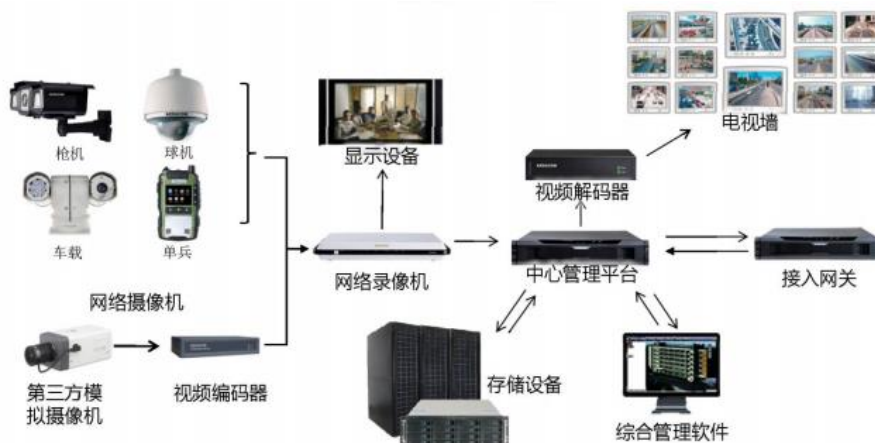 电视墙
枪机
球机
显示设备
视频解码器
车载
单兵
网络录像机
中心管理平台
接入网关
网络摄像机
第三方模
拟摄像机
视频编码器
存储设备
综合管理软件